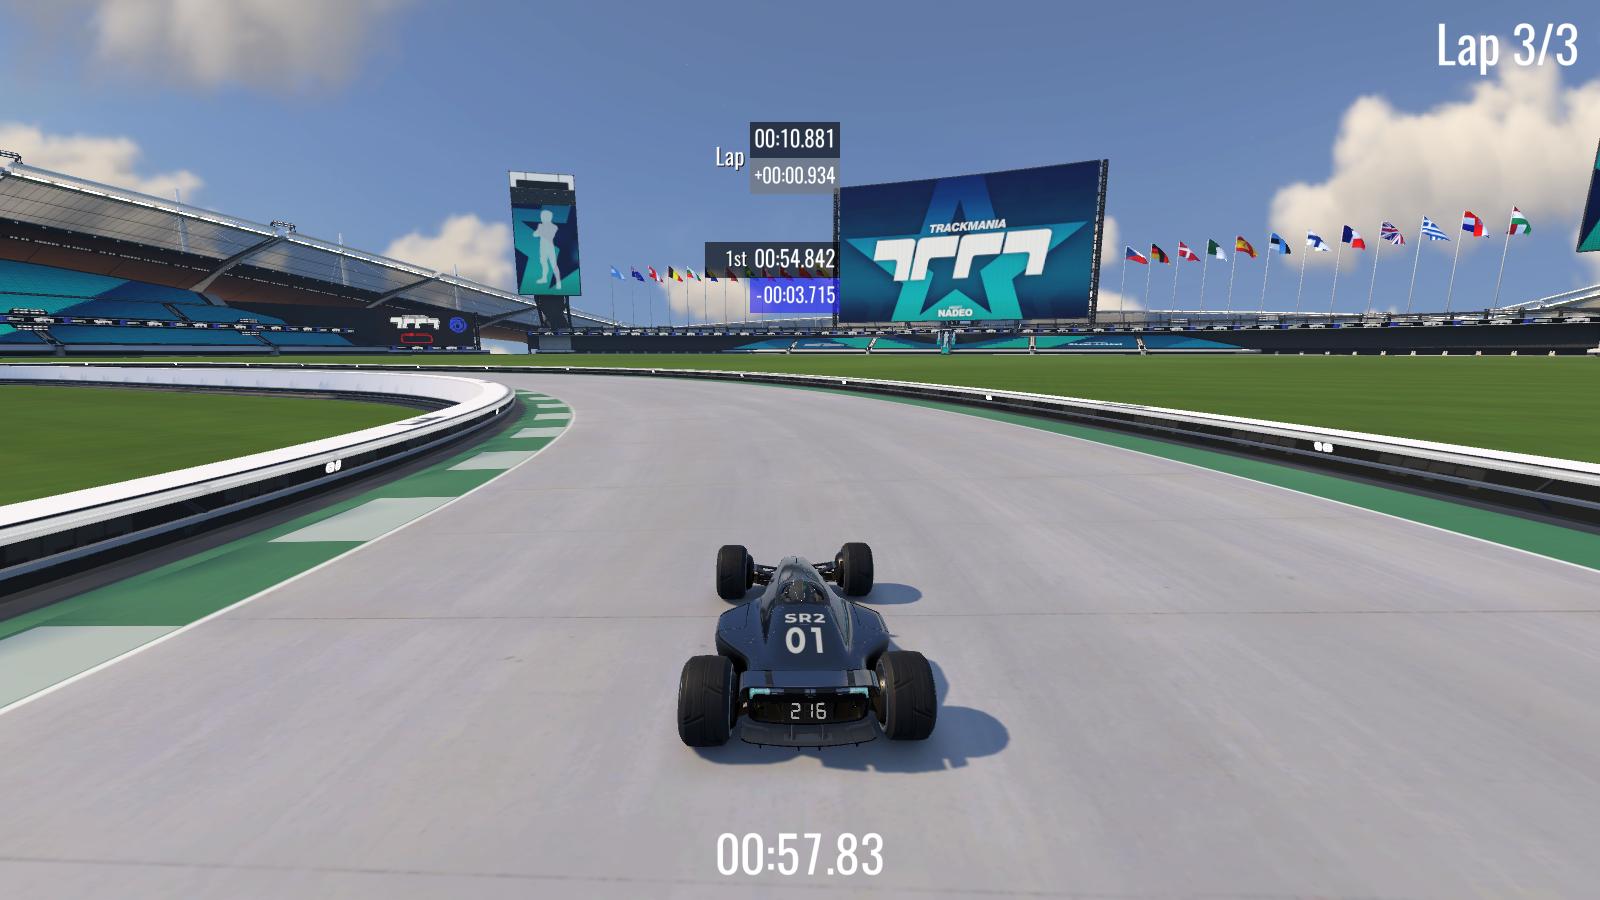 Lap 3/3
00:10.881
Lap
+00:00.934
1st 00:54.842
-00:03.715
TRACKMANIA
NADEO
SR2
01
216
00:57.83